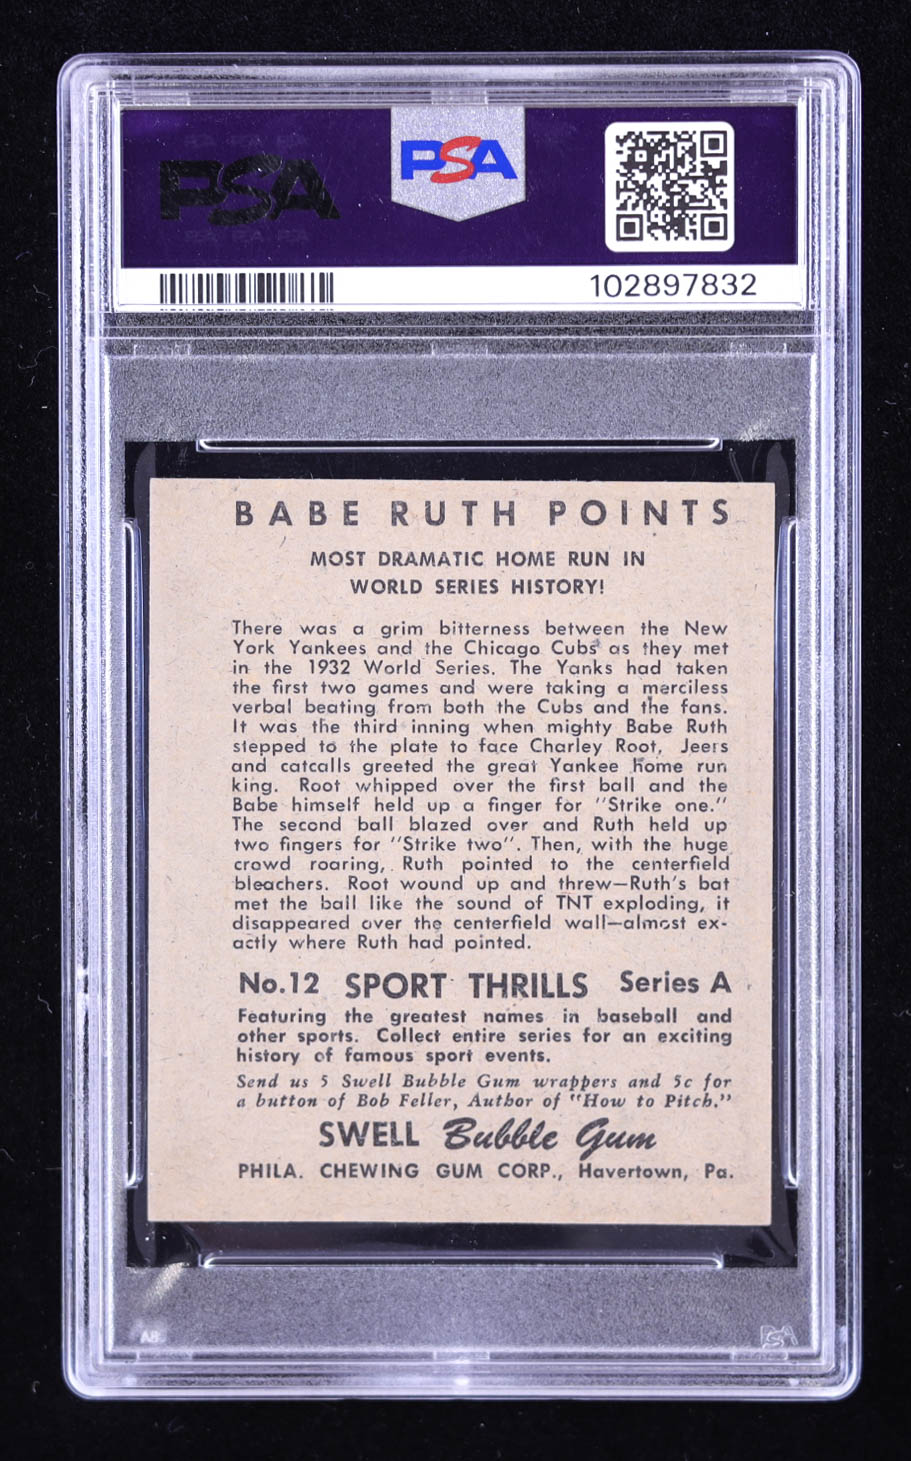 PSA
PSA
102897832
BABE RUTH POINTS
MOST DRAMATIC HOME RUN IN
WORLD SERIES HISTORY!
There was a grim bitterness between the New
York Yankees and the Chicago Cubs as they met
in the 1932 World Series. The Yanks had taken
the first two games and were taking a merciless
verbal beating from both the Cubs and the fans.
It was the third inning when mighty Babe Ruth
stepped to the plate to face Charley Root. Jeers
and catcalls greeted the great Yankee home run
king. Root whipped over the first ball and the
Babe himself held up a finger for "Strike one."
The second ball blazed over and Ruth held up
two fingers for "Strike two". Then, with the huge
crowd roaring, Ruth pointed to the centerfield
bleachers. Root wound up and threw—Ruth's bat
met the ball like the sound of TNT exploding, it
disappeared over the centerfield wall—almost ex-
actly where Ruth had pointed.
No.12 SPORT THRILLS Series A
Featuring the greatest names in baseball and
other sports. Collect entire series for an exciting
history of famous sport events.
Send us 5 Swell Bubble Gum wrappers and 5c for
a button of Bob Feller, Author of "How to Pitch."
SWELL Bubble Gum
PHILA. CHEWING GUM CORP., Havertown, Pa.
AB
PSA